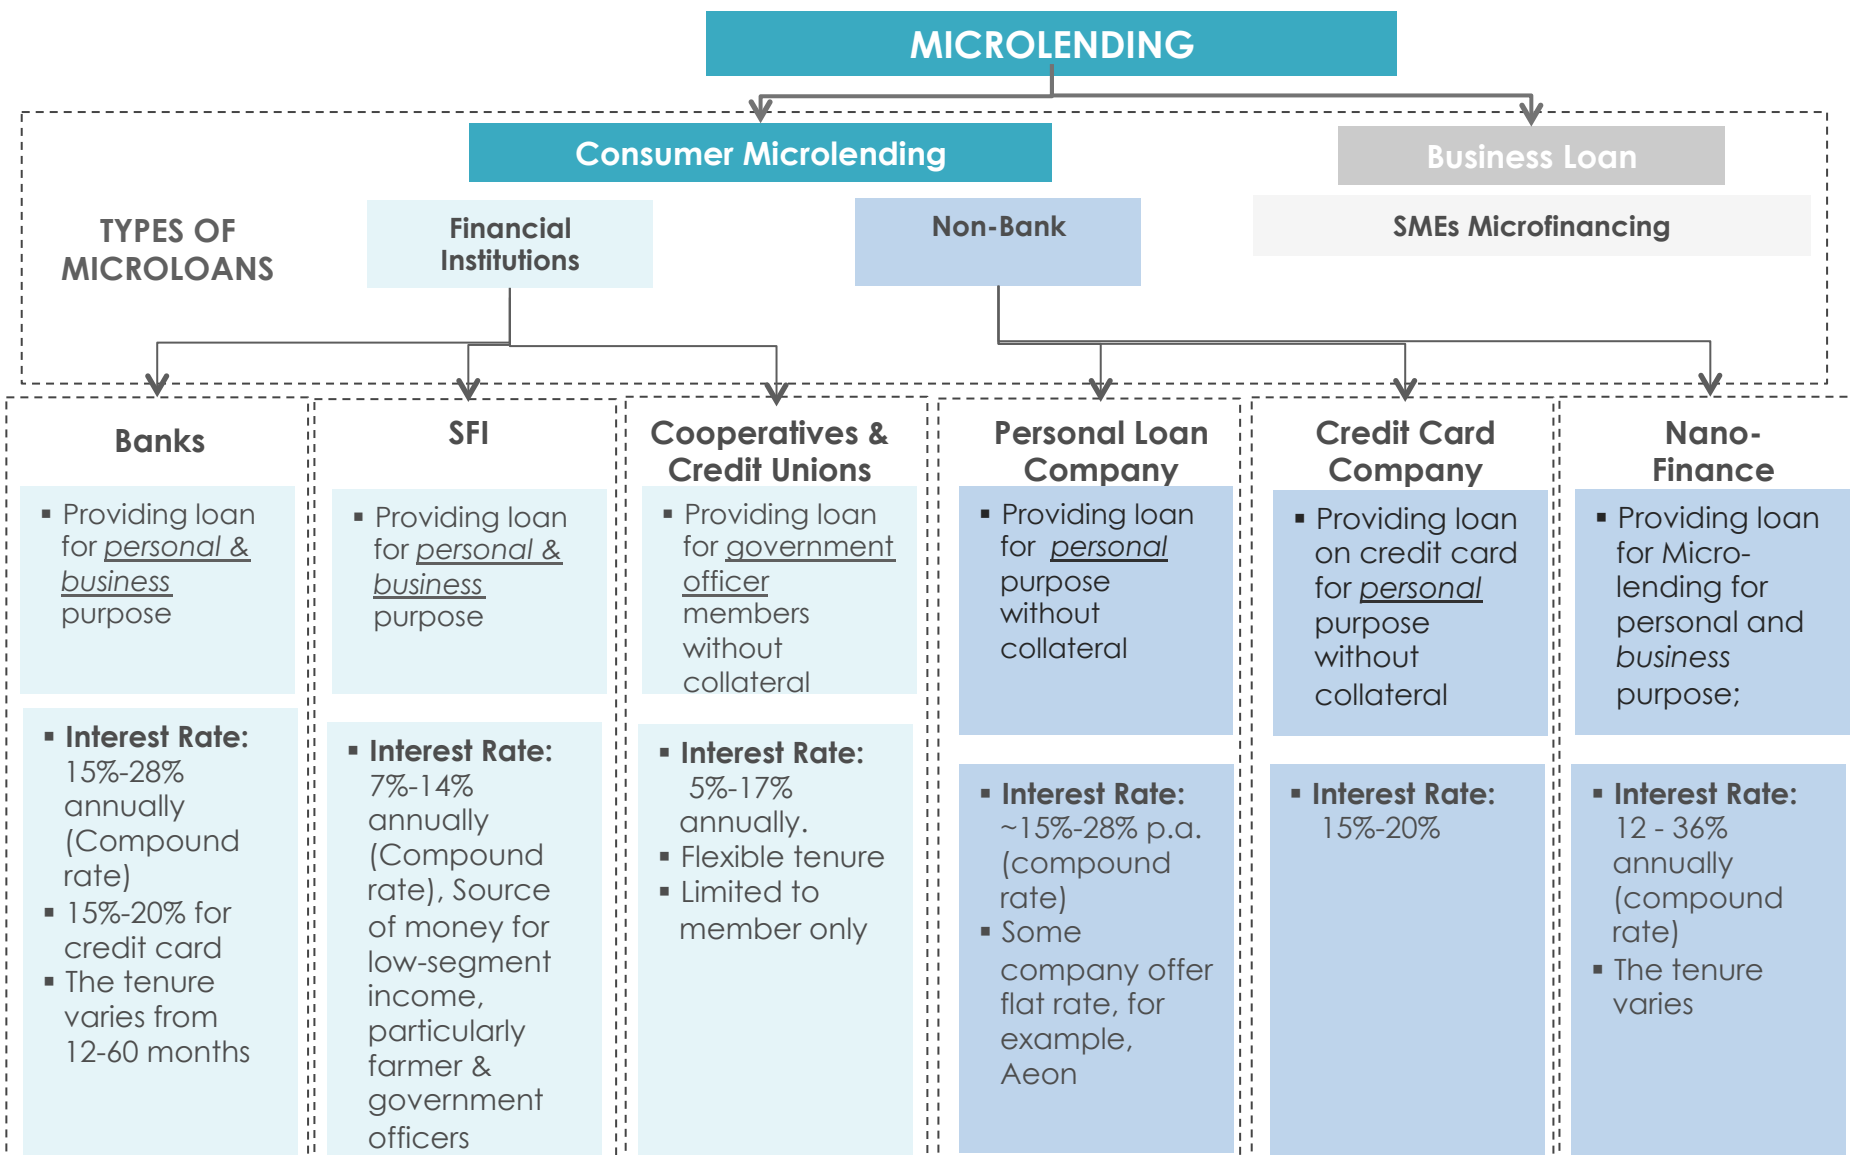 MICROLENDING
Consumer Microlending
Business Loan
TYPES OF
MICROLOANS
Financial
Institutions
Non-Bank
SMEs Microfinancing
Banks
▪ Providing loan
for personal &
business
purpose
▪ Interest Rate:
15%-28%
annually
(Compound
rate)
▪ 15%-20% for
credit card
▪ The tenure
varies from
12-60 months
SFI
▪ Providing loan
for personal &
business
purpose
▪ Interest Rate:
7%-14%
annually
(Compound
rate), Source
of money for
low-segment
income,
particularly
farmer &
government
officers
Cooperatives &
Credit Unions
▪ Providing loan
for government
officer
members
without
collateral
▪ Interest Rate:
5%-17%
annually.
▪ Flexible tenure
▪ Limited to
member only
Personal Loan
Company
▪ Providing loan
for personal
purpose
without
collateral
▪ Interest Rate:
~15%-28% p.a.
(compound
rate)
▪ Some
company offer
flat rate, for
example,
Aeon
Credit Card
Company
▪ Providing loan
on credit card
for personal
purpose
without
collateral
▪ Interest Rate:
15%-20%
Nano-
Finance
▪ Providing loan
for Micro-
lending for
personal and
business
purpose;
▪ Interest Rate:
12 - 36%
annually
(compound
rate)
▪ The tenure
varies